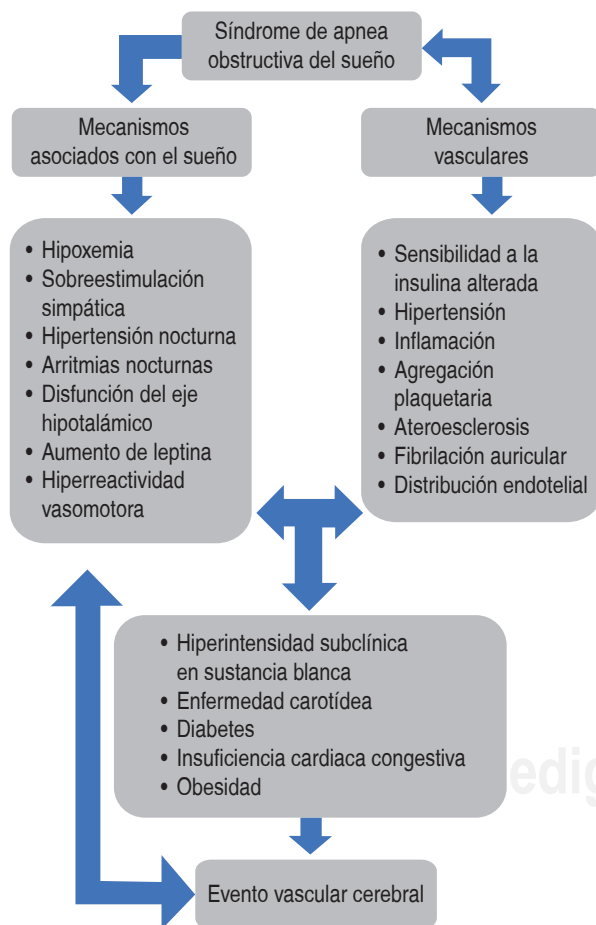 Síndrome de apnea
obstructiva del sueño
Mecanismos
asociados con el sueño
Mecanismos
vasculares
• Hipoxemia
• Sobreestimulación
simpática
• Hipertensión nocturna
• Arritmias nocturnas
• Disfunción del eje
hipotalámico
• Aumento de leptina
• Hiperreactividad
vasomotora
• Sensibilidad a la
insulina alterada
• Hipertensión
• Inflamación
• Agregación
plaquetaria
• Ateroesclerosis
• Fibrilación auricular
• Distribución endotelial
• Hiperintensidad subclínica
en sustancia blanca
• Enfermedad carotídea
• Diabetes
• Insuficiencia cardiaca congestiva
• Obesidad
Evento vascular cerebral